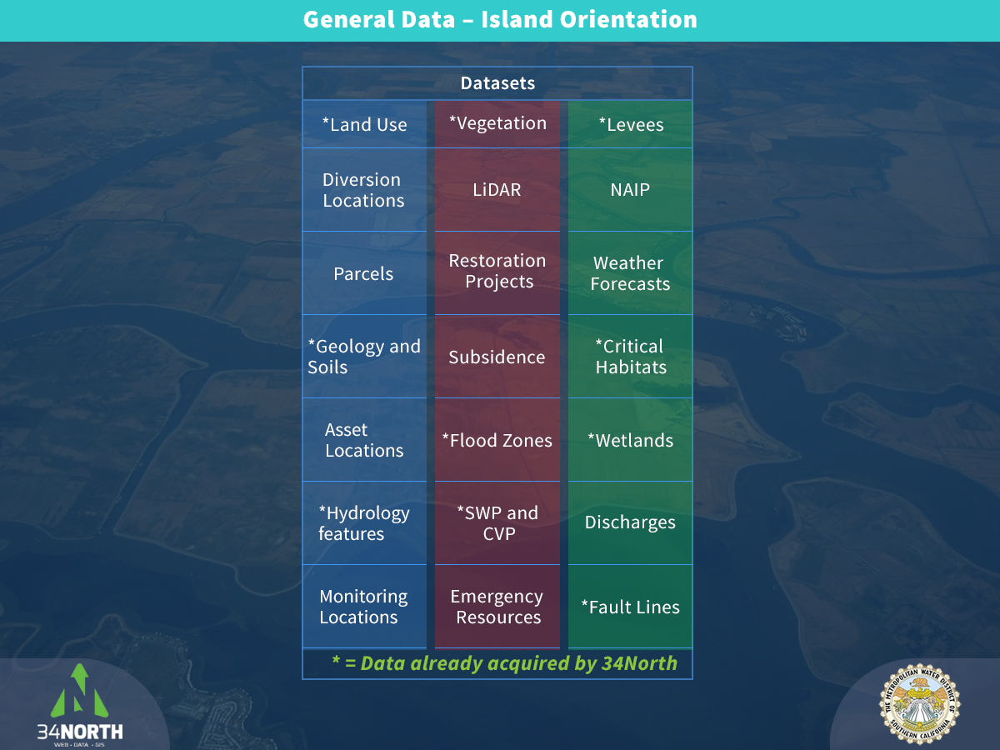 General Data – Island Orientation
Datasets
*Land Use
*Vegetation
*Levees
Diversion
Locations
LiDAR
NAIP
Parcels
Restoration
Projects
Weather
Forecasts
*Geology and
Soils
Subsidence
*Critical
Habitats
Asset
Locations
*Flood Zones
*Wetlands
*Hydrology
features
*SWP and
CVP
Discharges
Monitoring
Locations
Emergency
Resources
*Fault Lines
* = Data already acquired by 34North
34NORTH
WEB • DATA • GIS
THE METROPOLITAN WATER DISTRICT OF
SOUTHERN CALIFORNIA